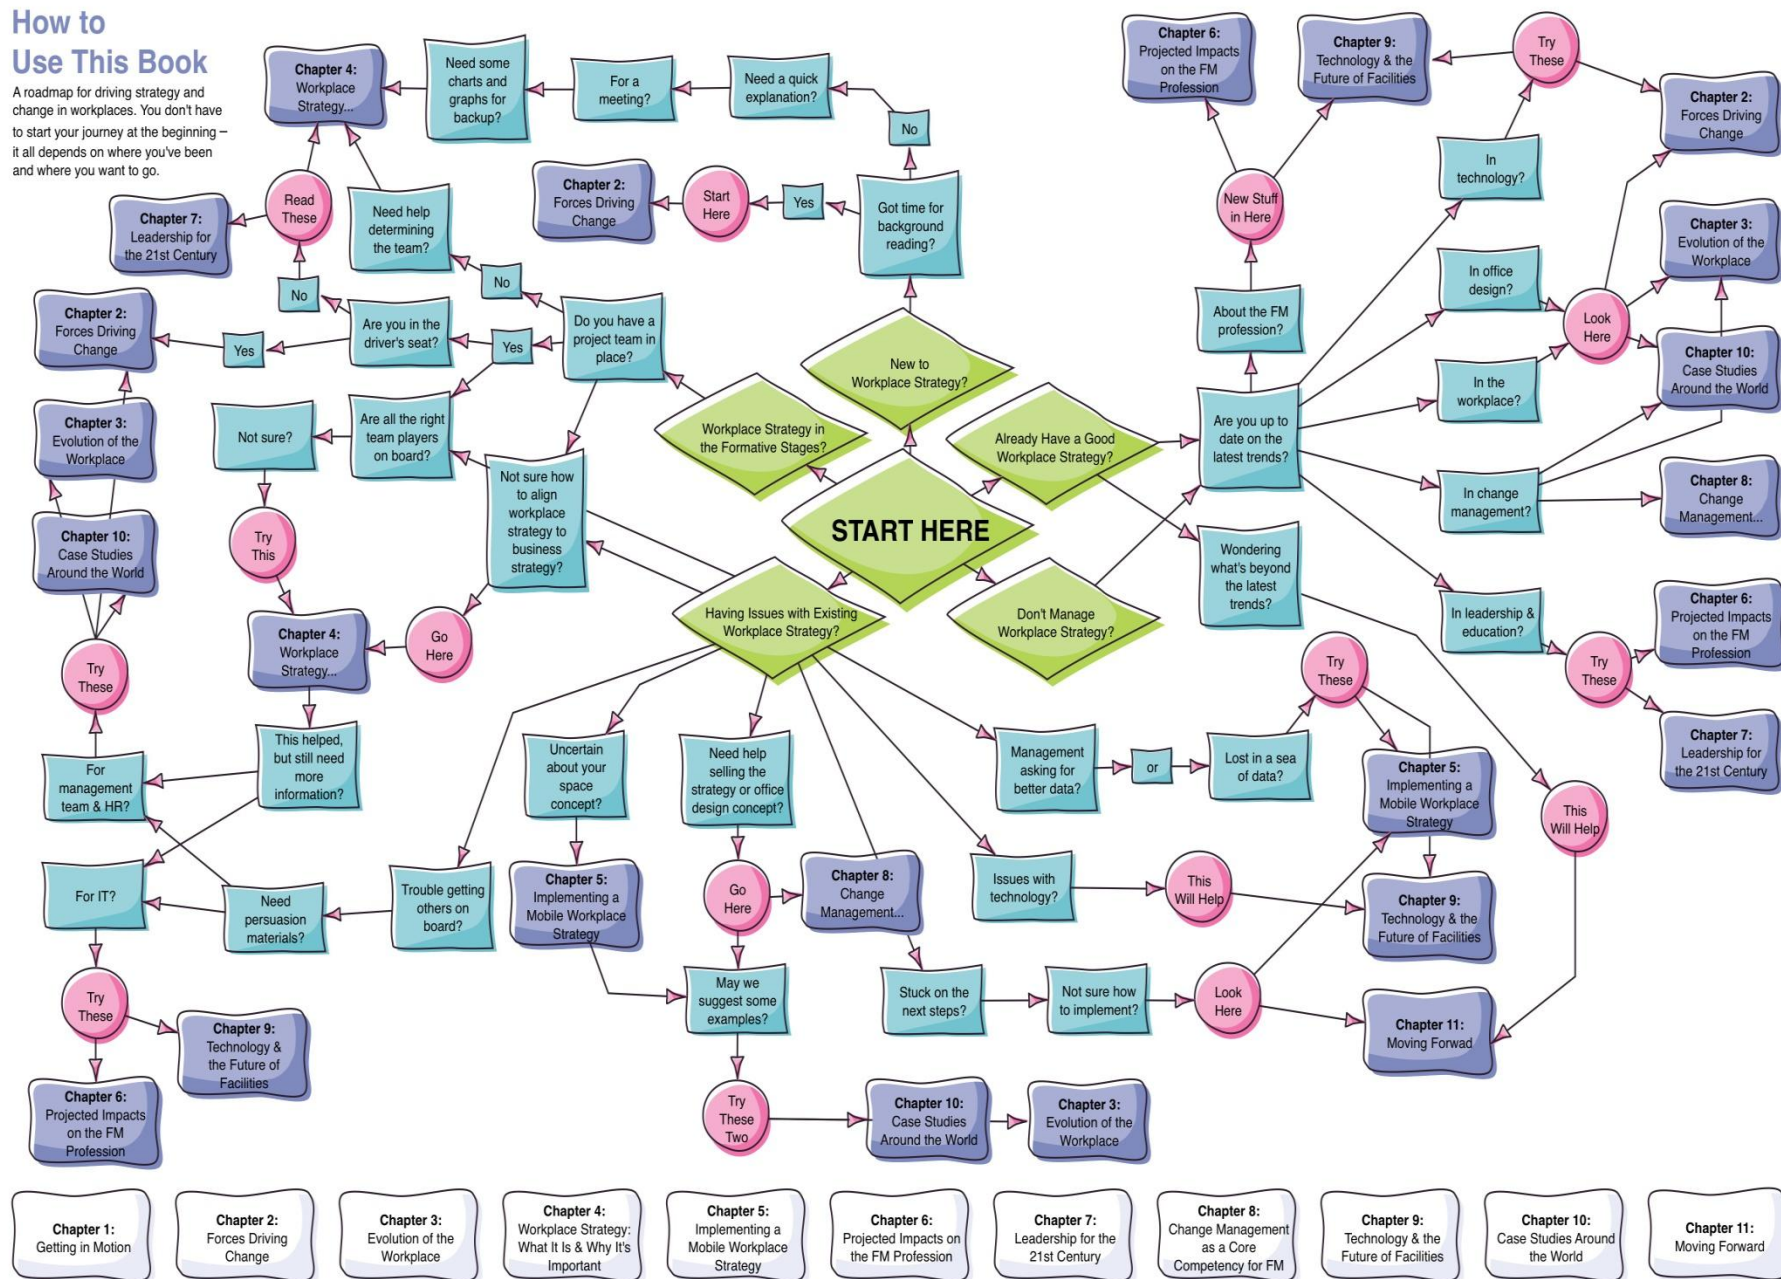 How to
Use This Book
A roadmap for driving strategy and
change in workplaces. You don't have
to start your journey at the beginning –
it all depends on where you've been
and where you want to go.
Chapter 4:
Workplace
Strategy...
Need some
charts and
graphs for
backup?
For a
meeting?
Need a quick
explanation?
No
Chapter 2:
Forces Driving
Change
Start
Here
Yes
Got time for
background
reading?
Chapter 7:
Leadership for
the 21st Century
Read
These
Need help
determining
the team?
No
No
Chapter 2:
Forces Driving
Change
Yes
Are you in the
driver's seat?
Yes
Do you have a
project team in
place?
Chapter 3:
Evolution of the
Workplace
Not sure?
Are all the right
team players
on board?
Not sure how
to align
workplace
strategy to
business
strategy?
Chapter 10:
Case Studies
Around the World
Try
This
Chapter 4:
Workplace
Strategy...
Go
Here
Try
These
This helped,
but still need
more
information?
For
management
team & HR?
For IT?
Need
persuasion
materials?
Trouble getting
others on
board?
Try
These
Chapter 9:
Technology &
the Future of
Facilities
Chapter 6:
Projected Impacts
on the FM
Profession
New to
Workplace Strategy?
Workplace Strategy in
the Formative Stages?
Already Have a Good
Workplace Strategy?
START HERE
Having Issues with Existing
Workplace Strategy?
Don't Manage
Workplace Strategy?
Chapter 6:
Projected Impacts
on the FM
Profession
Chapter 9:
Technology & the
Future of Facilities
Try
These
Chapter 2:
Forces Driving
Change
In
technology?
New Stuff
in Here
Chapter 3:
Evolution of the
Workplace
In office
design?
About the FM
profession?
Look
Here
Chapter 10:
Case Studies
Around the World
In the
workplace?
Are you up to
date on the
latest trends?
In change
management?
Chapter 8:
Change
Management...
Wondering
what's beyond
the latest
trends?
In leadership &
education?
Chapter 6:
Projected Impacts
on the FM
Profession
Try
These
Chapter 7:
Leadership for
the 21st Century
Try
These
Uncertain
about your
space
concept?
Need help
selling the
strategy or office
design concept?
Management
asking for
better data?
or
Lost in a sea
of data?
Chapter 5:
Implementing a
Mobile Workplace
Strategy
This
Will Help
Chapter 5:
Implementing a
Mobile Workplace
Strategy
Go
Here
Chapter 8:
Change
Management...
Issues with
technology?
This
Will Help
Chapter 9:
Technology & the
Future of Facilities
May we
suggest some
examples?
Stuck on the
next steps?
Not sure how
to implement?
Look
Here
Chapter 11:
Moving Forwad
Try
These
Two
Chapter 10:
Case Studies
Around the World
Chapter 3:
Evolution of the
Workplace
Chapter 1:
Getting in Motion
Chapter 2:
Forces Driving
Change
Chapter 3:
Evolution of the
Workplace
Chapter 4:
Workplace Strategy:
What It Is & Why It's
Important
Chapter 5:
Implementing a
Mobile Workplace
Strategy
Chapter 6:
Projected Impacts on
the FM Profession
Chapter 7:
Leadership for the
21st Century
Chapter 8:
Change Management
as a Core
Competency for FM
Chapter 9:
Technology & the
Future of Facilities
Chapter 10:
Case Studies Around
the World
Chapter 11:
Moving Forward